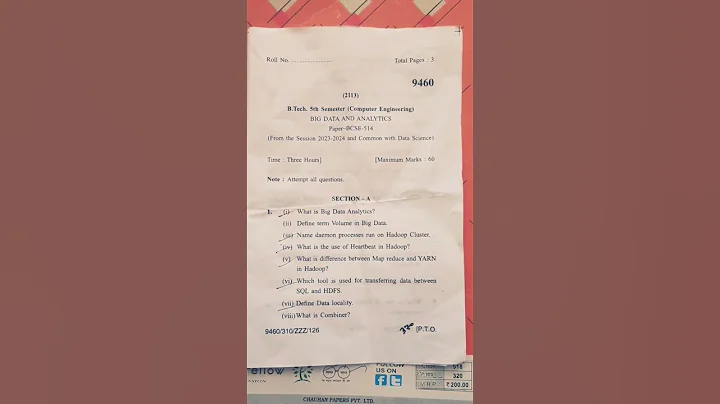 Roll No. ........................ Total Pages : 3
9460
(2113)
B.Tech. 5th Semester (Computer Engineering)
BIG DATA AND ANALYTICS
Paper–BCSE-514
(From the Session 2023-2024 and Common with Data Science)
Time : Three Hours] [Maximum Marks : 60
Note : Attempt all questions.
SECTION – A
1. (i) What is Big Data Analytics?
(ii) Define term Volume in Big Data.
(iii) Name daemon processes run on Hadoop Cluster.
(iv) What is the use of Heartbeat in Hadoop?
(v) What is difference between Map reduce and YARN
in Hadoop?
(vi) Which tool is used for transferring data between
SQL and HDFS.
(vii) Define Data locality.
(viii) What is Combiner?
9460/310/ZZZ/126 [P.T.O.
ellow
FOLLOW
US ON
320
M.R.P. ₹ 200.00
CHAUHAN PAPERS PVT. LTD.